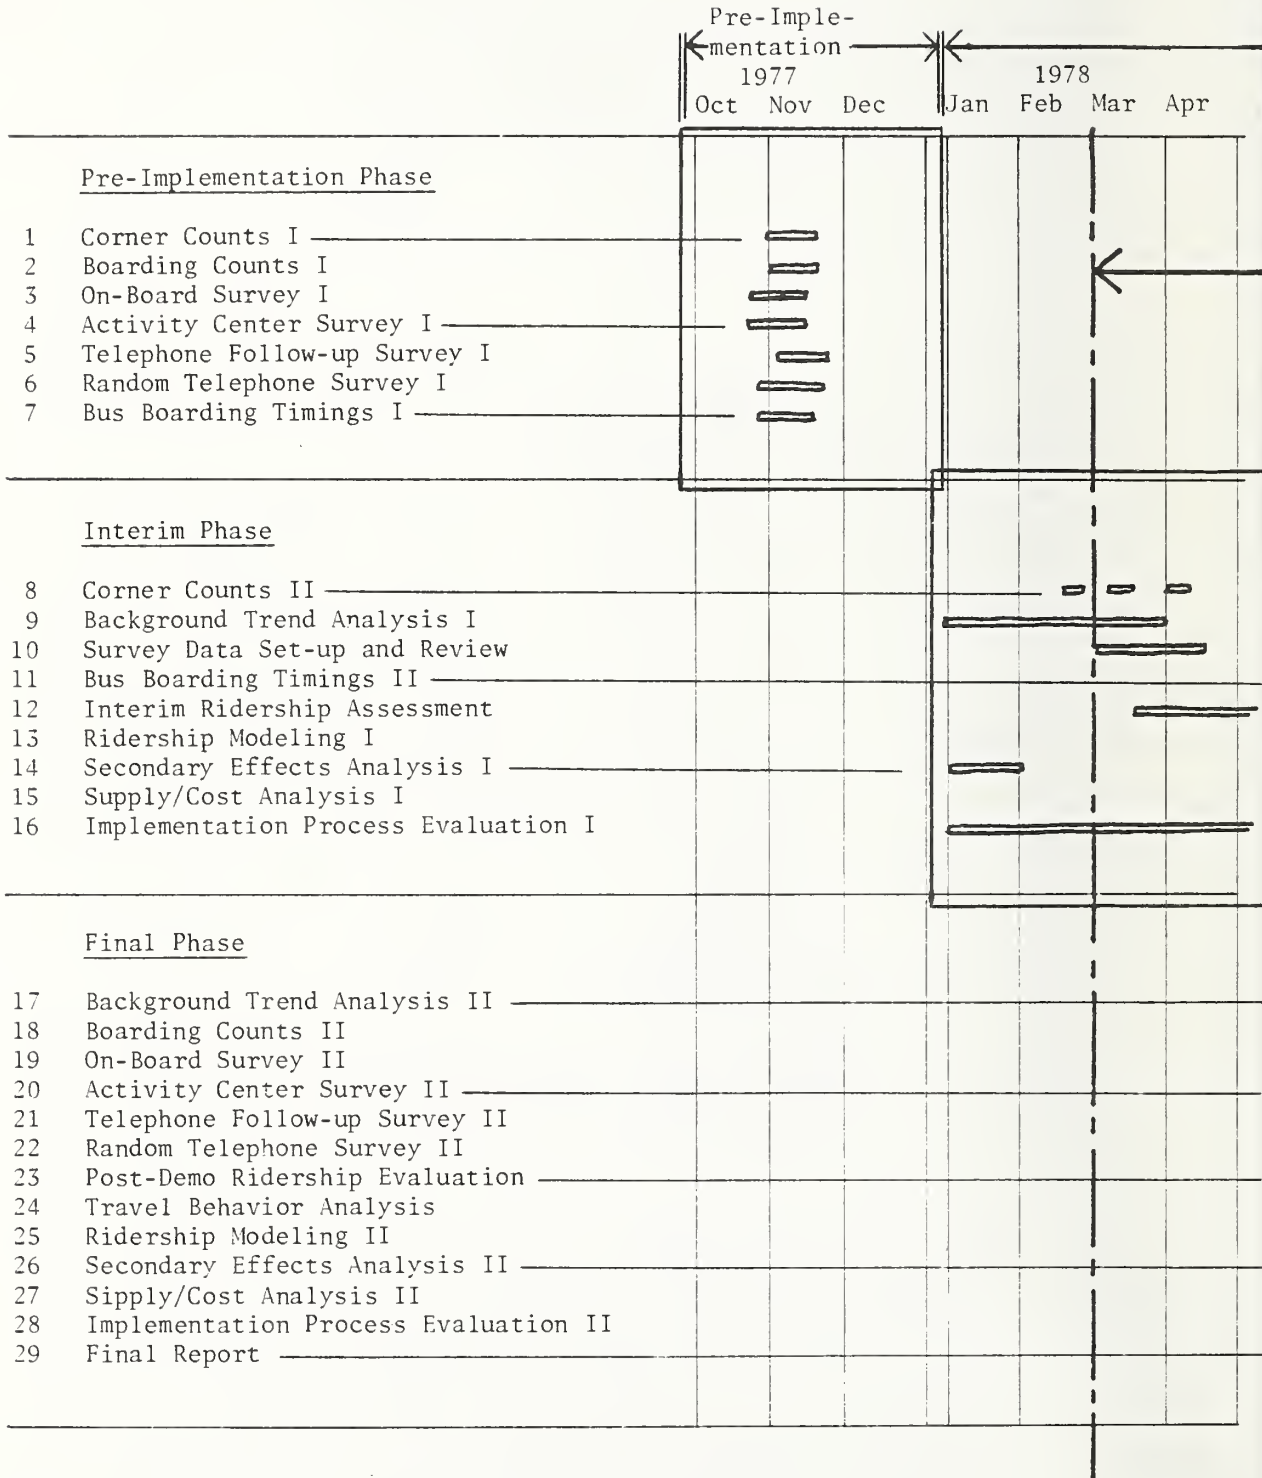 Pre-Imple-
mentation
1977
1978
Oct Nov Dec Jan Feb Mar Apr
Pre-Implementation Phase
1 Corner Counts I
2 Boarding Counts I
3 On-Board Survey I
4 Activity Center Survey I
5 Telephone Follow-up Survey I
6 Random Telephone Survey I
7 Bus Boarding Timings I
Interim Phase
8 Corner Counts II
9 Background Trend Analysis I
10 Survey Data Set-up and Review
11 Bus Boarding Timings II
12 Interim Ridership Assessment
13 Ridership Modeling I
14 Secondary Effects Analysis I
15 Supply/Cost Analysis I
16 Implementation Process Evaluation I
Final Phase
17 Background Trend Analysis II
18 Boarding Counts II
19 On-Board Survey II
20 Activity Center Survey II
21 Telephone Follow-up Survey II
22 Random Telephone Survey II
23 Post-Demo Ridership Evaluation
24 Travel Behavior Analysis
25 Ridership Modeling II
26 Secondary Effects Analysis II
27 Sipply/Cost Analysis II
28 Implementation Process Evaluation II
29 Final Report